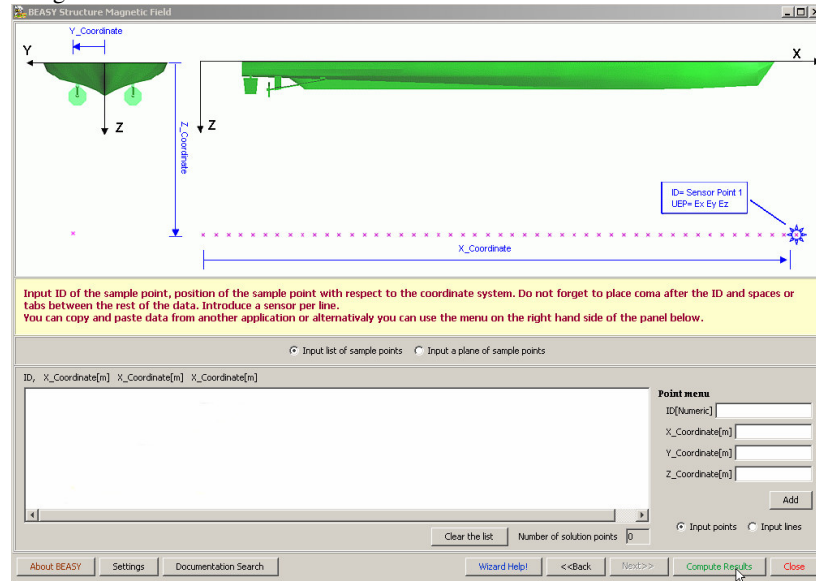 BEASY Structure Magnetic Field
Y_Coordinate
Y
X
Z
Z
Z_Coordinate
ID= Sensor Point 1
UEP= Ex Ey Ez
X_Coordinate
Input ID of the sample point, position of the sample point with respect to the coordinate system. Do not forget to place coma after the ID and spaces or
tabs between the rest of the data. Introduce a sensor per line.
You can copy and paste data from another application or alternativaly you can use the menu on the right hand side of the panel below.
Input list of sample points Input a plane of sample points
ID, X_Coordinate[m] X_Coordinate[m] X_Coordinate[m]
Point menu
ID[Numeric]
X_Coordinate[m]
Y_Coordinate[m]
Z_Coordinate[m]
Add
Input points Input lines
Clear the list Number of solution points 0
About BEASY Settings Documentation Search Wizard Help! <<Back Next>> Compute Results Close